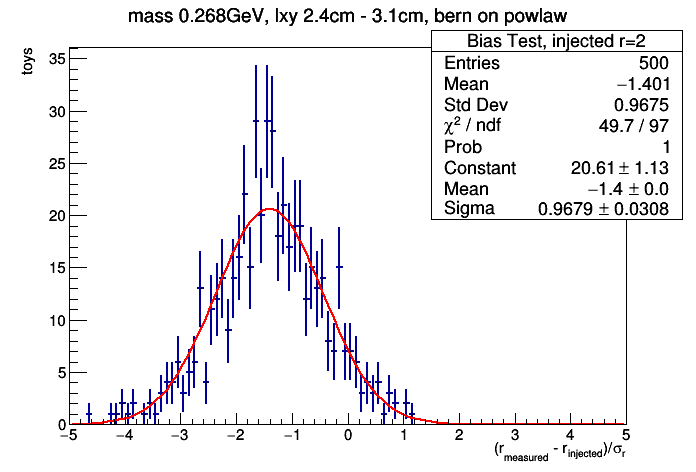 mass 0.268GeV, lxy 2.4cm - 3.1cm, bern on powlaw
Bias Test, injected r=2
Entries 500
Mean −1.401
Std Dev 0.9675
χ² / ndf 49.7 / 97
Prob 1
Constant 20.61 ± 1.13
Mean −1.4 ± 0.0
Sigma 0.9679 ± 0.0308
toys
35
30
25
20
15
10
5
0
−5 −4 −3 −2 −1 0 1 2 3 4 5
(r_measured - r_injected)/σ_r